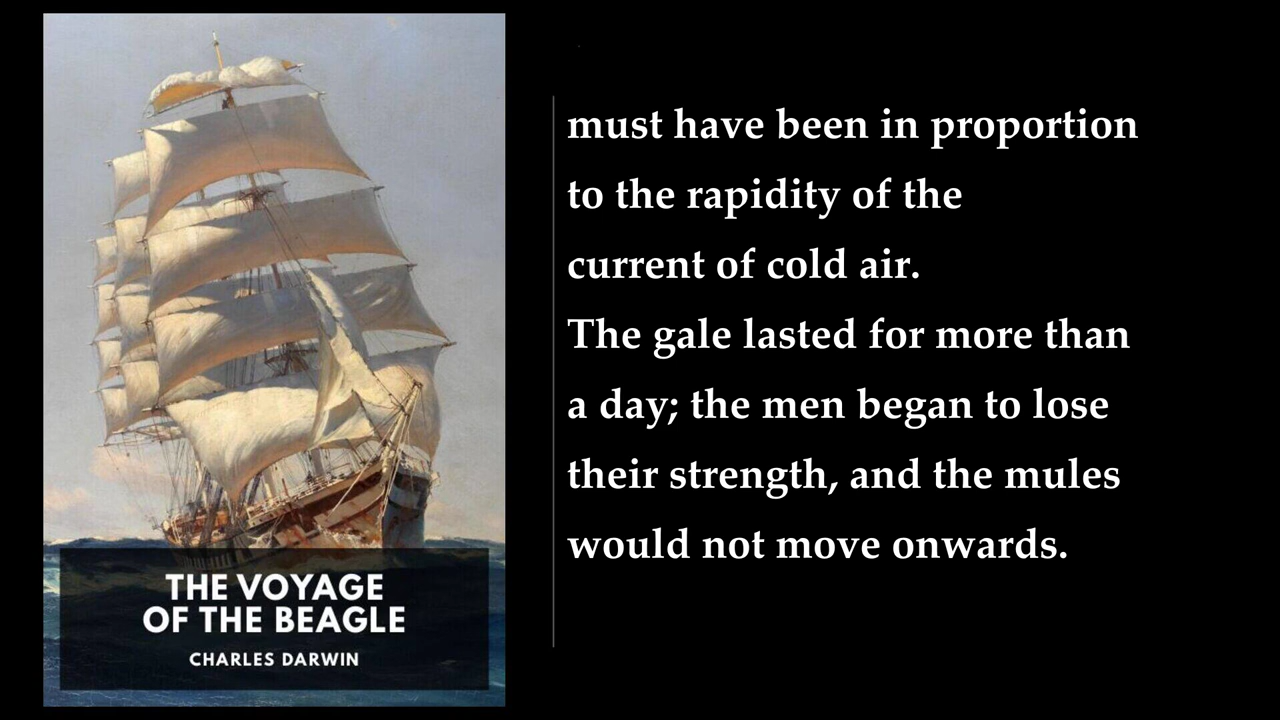 THE VOYAGE
OF THE BEAGLE
CHARLES DARWIN
must have been in proportion
to the rapidity of the
current of cold air.
The gale lasted for more than
a day; the men began to lose
their strength, and the mules
would not move onwards.